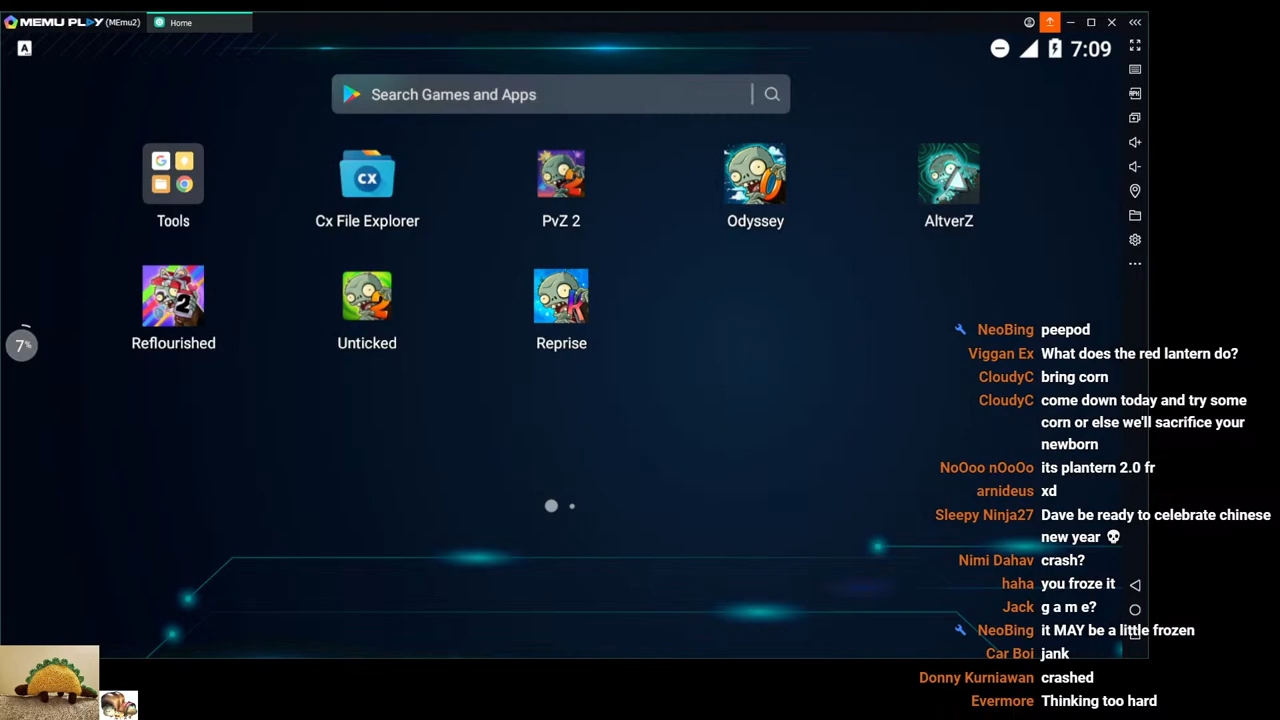 MEMU PLAY (MEmu2)
Home
A
7:09
Search Games and Apps
CX
Tools
Cx File Explorer
PvZ 2
Odyssey
AltverZ
2
2
Reflourished
Unticked
Reprise
7%
NeoBing peepod
Viggan Ex What does the red lantern do?
CloudyC bring corn
CloudyC come down today and try some
corn or else we'll sacrifice your
newborn
NoOoo nOoOo its plantern 2.0 fr
arnideus xd
Sleepy Ninja27 Dave be ready to celebrate chinese
new year 💀
Nimi Dahav crash?
haha you froze it
Jack g a m e?
NeoBing it MAY be a little frozen
Car Boi jank
Donny Kurniawan crashed
Evermore Thinking too hard